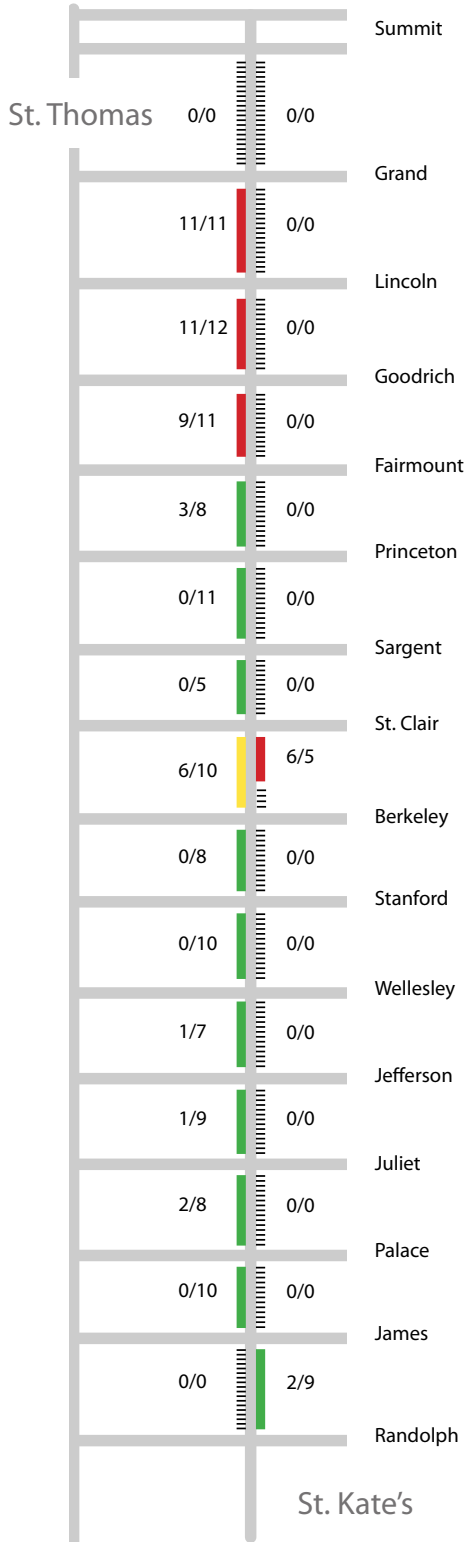 Summit
St. Thomas 0/0 0/0
Grand
11/11 0/0
Lincoln
11/12 0/0
Goodrich
9/11 0/0
Fairmount
3/8 0/0
Princeton
0/11 0/0
Sargent
0/5 0/0
St. Clair
6/10 6/5
Berkeley
0/8 0/0
Stanford
0/10 0/0
Wellesley
1/7 0/0
Jefferson
1/9 0/0
Juliet
2/8 0/0
Palace
0/10 0/0
James
0/0 2/9
Randolph
St. Kate's